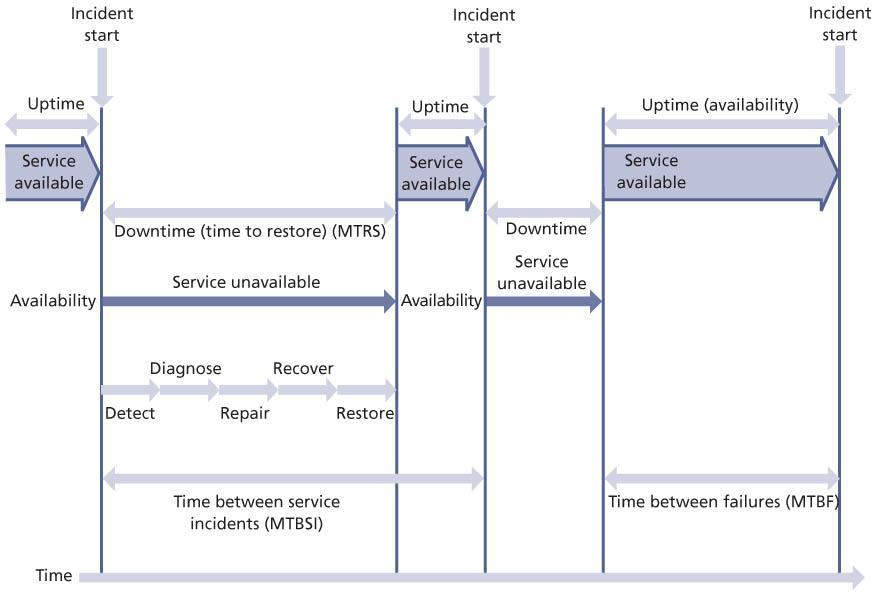 Incident
start
Incident
start
Incident
start
Uptime
Uptime
Uptime (availability)
Service
available
Service
available
Service
available
Downtime (time to restore) (MTRS)
Downtime
Service unavailable
Service
unavailable
Availability
Availability
Diagnose
Recover
Detect
Repair
Restore
Time between service
incidents (MTBSI)
Time between failures (MTBF)
Time